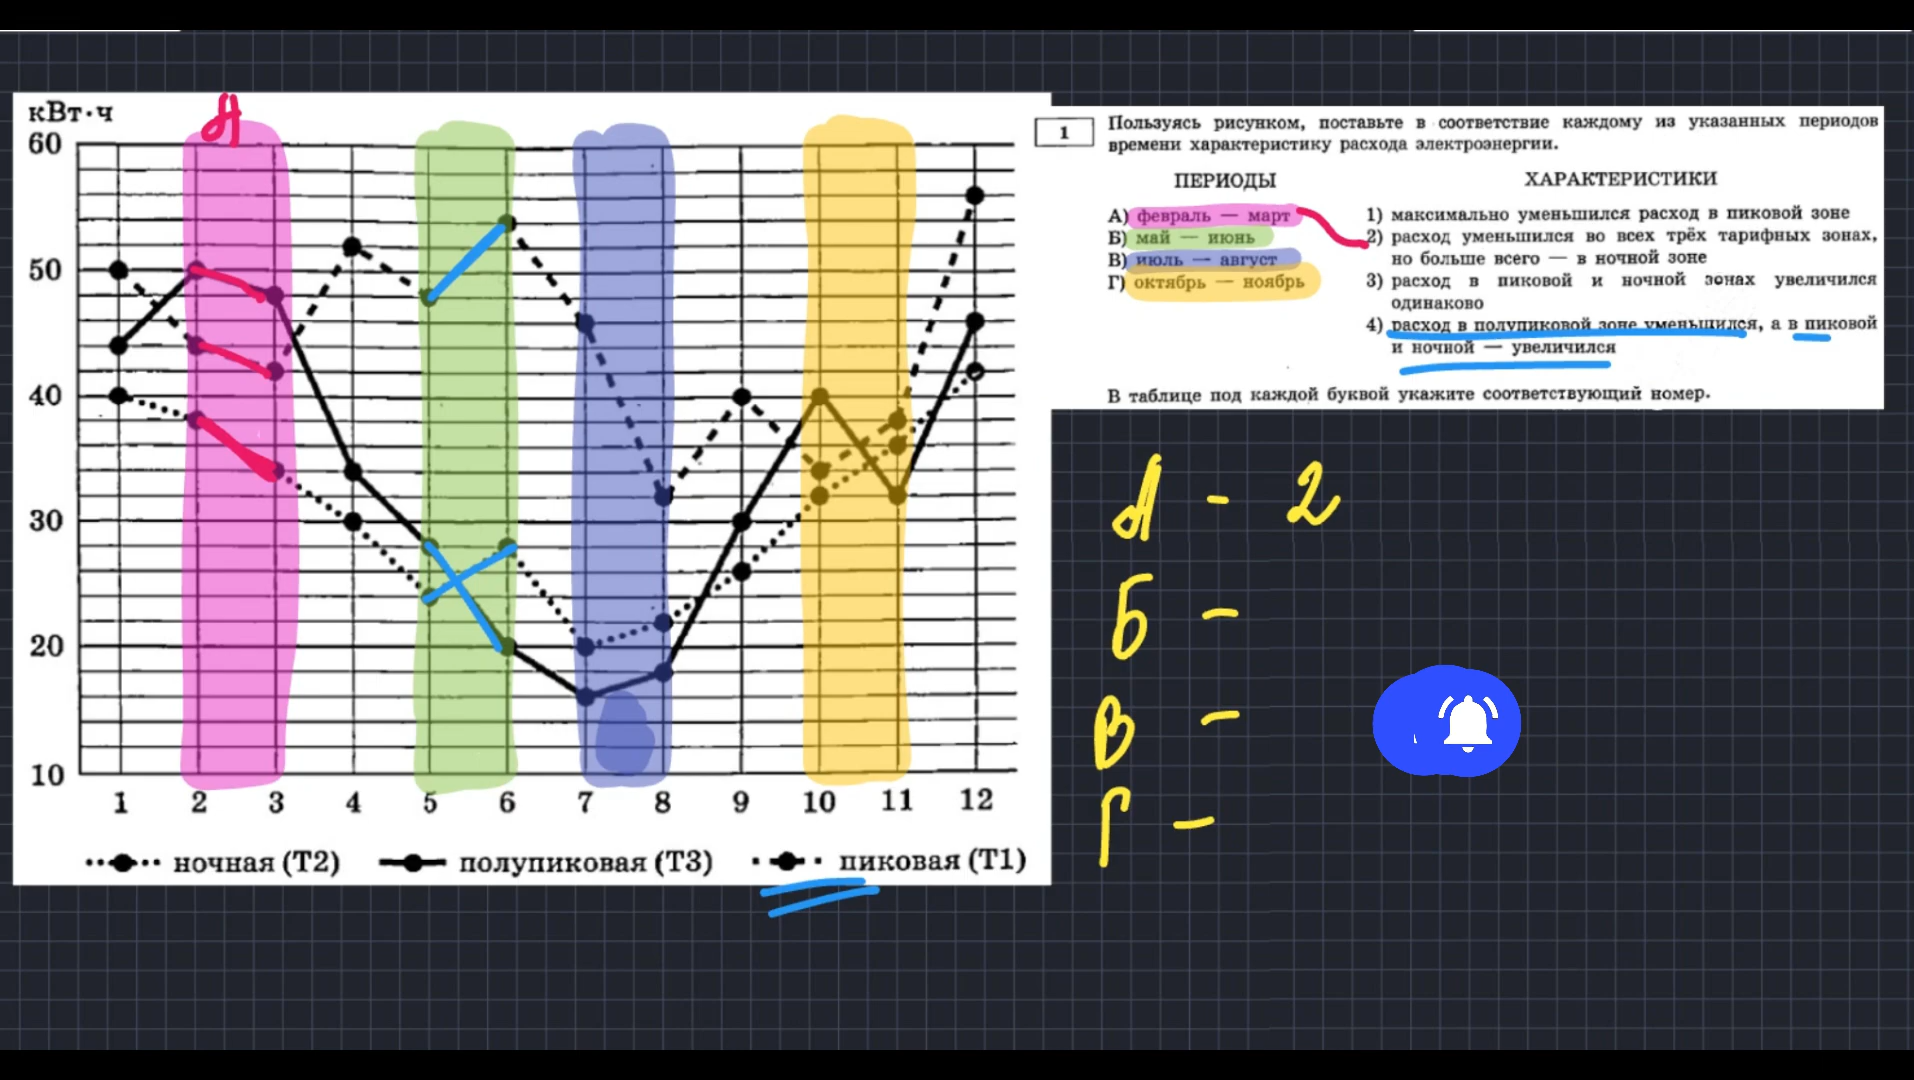 А
кВт·ч
60
50
40
30
20
10
1 2 3 4 5 6 7 8 9 10 11 12
ночная (Т2) полупиковая (Т3) пиковая (Т1)
1
Пользуясь рисунком, поставьте в соответствие каждому из указанных периодов
времени характеристику расхода электроэнергии.
ПЕРИОДЫ
А) февраль — март
Б) май — июнь
В) июль — август
Г) октябрь — ноябрь
ХАРАКТЕРИСТИКИ
1) максимально уменьшился расход в пиковой зоне
2) расход уменьшился во всех трёх тарифных зонах,
но больше всего — в ночной зоне
3) расход в пиковой и ночной зонах увеличился
одинаково
4) расход в полупиковой зоне уменьшился, а в пиковой
и ночной — увеличился
В таблице под каждой буквой укажите соответствующий номер.
А - 2
Б -
В -
Г -